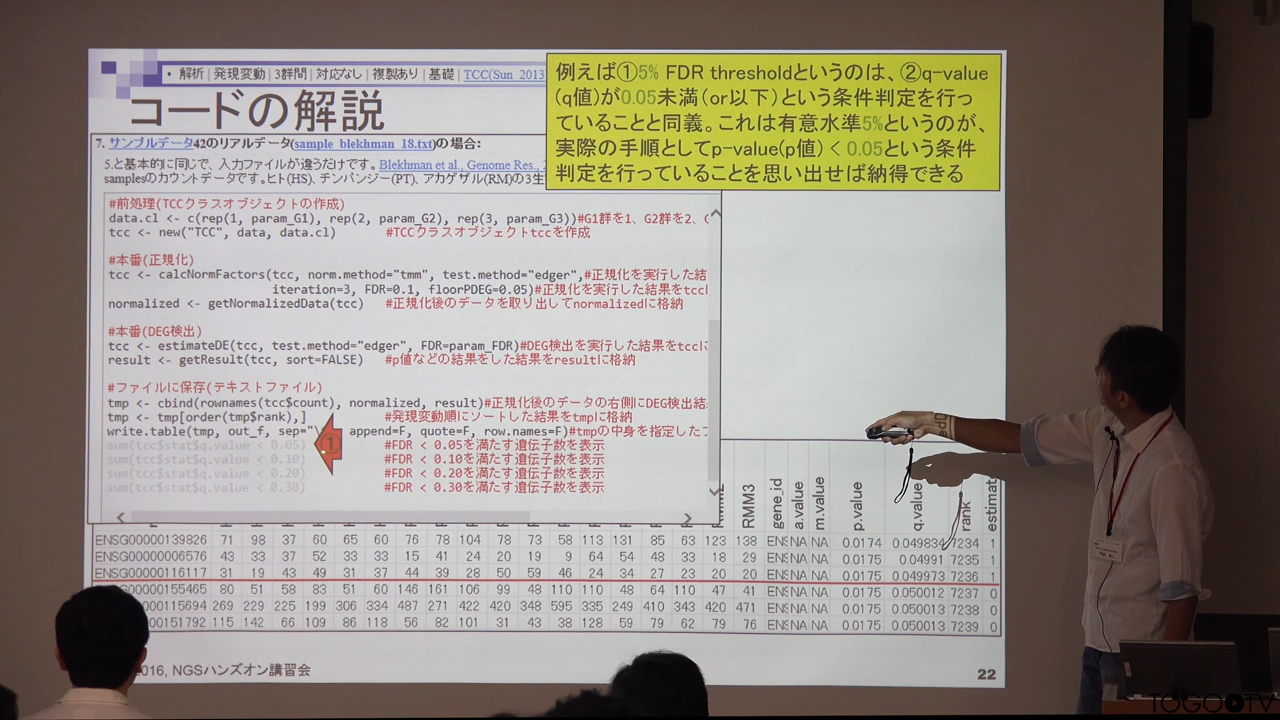 • 解析 | 発現変動 | 3群間 | 対応なし | 複製あり | 基礎 | TCC(Sun_2013
コードの解説
例えば①5% FDR thresholdというのは、②q-value
(q値)が0.05未満(or以下)という条件判定を行っ
ていることと同義。これは有意水準5%というのが、
実際の手順としてp-value(p値) < 0.05という条件
判定を行っていることを思い出せば納得できる
7. サンプルデータ42のリアルデータ(sample_blekhman_18.txt)の場合:
5.と基本的に同じで、入力ファイルが違うだけです。Blekhman et al., Genome Res., 2
samplesのカウントデータです。ヒト(HS), チンパンジー(PT), アカゲザル(RM)の3生
#前処理(TCCクラスオブジェクトの作成)
data.cl <- c(rep(1, param_G1), rep(2, param_G2), rep(3, param_G3))#G1群を1、G2群を2、
tcc <- new("TCC", data, data.cl) #TCCクラスオブジェクトtccを作成
#本番(正規化)
tcc <- calcNormFactors(tcc, norm.method="tmm", test.method="edger",#正規化を実行した結
iteration=3, FDR=0.1, floorPDEG=0.05)#正規化を実行した結果をtcc
normalized <- getNormalizedData(tcc) #正規化後のデータを取り出してnormalizedに格納
#本番(DEG検出)
tcc <- estimateDE(tcc, test.method="edger", FDR=param_FDR)#DEG検出を実行した結果をtccに
result <- getResult(tcc, sort=FALSE) #p値などの結果をした結果をresultに格納
#ファイルに保存(テキストファイル)
tmp <- cbind(rownames(tcc$count), normalized, result)#正規化後のデータの右側にDEG検出結
tmp <- tmp[order(tmp$rank),] #発現変動順にソートした結果をtmpに格納
write.table(tmp, out_f, sep="\ append=F, quote=F, row.names=F)#tmpの中身を指定した
sum(tcc$stat$q.value < 0.05) #FDR < 0.05を満たす遺伝子数を表示
①
sum(tcc$stat$q.value < 0.10) #FDR < 0.10を満たす遺伝子数を表示
sum(tcc$stat$q.value < 0.20) #FDR < 0.20を満たす遺伝子数を表示
sum(tcc$stat$q.value < 0.30) #FDR < 0.30を満たす遺伝子数を表示
RMM3 gene_id a.value m.value p.value q.value rank estimat
ENSG00000139826 71 98 37 60 65 60 76 78 104 78 73 58 113 131 85 63 123 138 ENS NA NA 0.0174 0.049834 7234 1
ENSG00000006576 43 33 37 52 33 33 15 41 24 20 19 9 64 54 48 33 18 29 ENS NA NA 0.0175 0.04991 7235 1
ENSG00000116117 31 19 43 49 31 37 44 39 28 50 59 46 24 34 27 23 20 20 ENS NA NA 0.0175 0.049973 7236 1
00000155465 80 51 58 83 51 60 146 161 106 99 48 110 110 48 64 110 47 41 ENS NA NA 0.0175 0.050012 7237 0
00115694 269 229 225 199 306 334 487 271 422 420 348 595 335 249 410 343 420 471 ENS NA NA 0.0175 0.050013 7238 0
00151792 115 142 66 109 86 118 56 82 101 31 43 38 128 59 79 62 79 76 ENS NA NA 0.0175 0.050013 7239 0
2016, NGSハンズオン講習会
22
TOGOTV